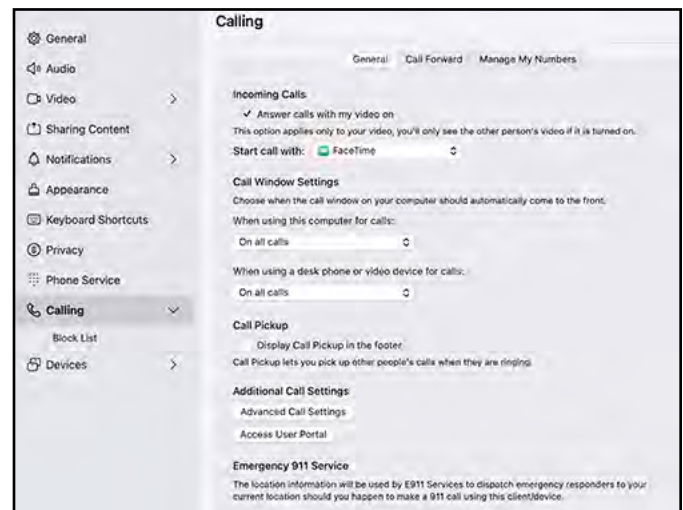 General
Audio
Video
Sharing Content
Notifications
Appearance
Keyboard Shortcuts
Privacy
Phone Service
Calling
Block List
Devices
Calling
General Call Forward Manage My Numbers
Incoming Calls
✓ Answer calls with my video on
This option applies only to your video, you'll only see the other person's video if it is turned on.
Start call with: FaceTime
Call Window Settings
Choose when the call window on your computer should automatically come to the front.
When using this computer for calls:
On all calls
When using a desk phone or video device for calls:
On all calls
Call Pickup
Display Call Pickup in the footer
Call Pickup lets you pick up other people's calls when they are ringing.
Additional Call Settings
Advanced Call Settings
Access User Portal
Emergency 911 Service
The location information will be used by E911 Services to dispatch emergency responders to your
current location should you happen to make a 911 call using this client/device.